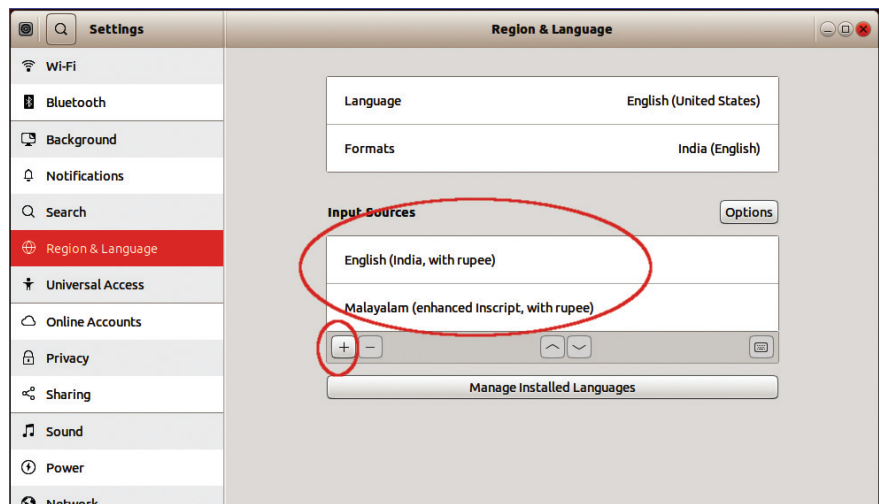 Settings
Region & Language
Wi-Fi
Bluetooth
Background
Notifications
Search
Region & Language
Universal Access
Online Accounts
Privacy
Sharing
Sound
Power
Network
Language English (United States)
Formats India (English)
Input Sources Options
English (India, with rupee)
Malayalam (enhanced Inscript, with rupee)
Manage Installed Languages